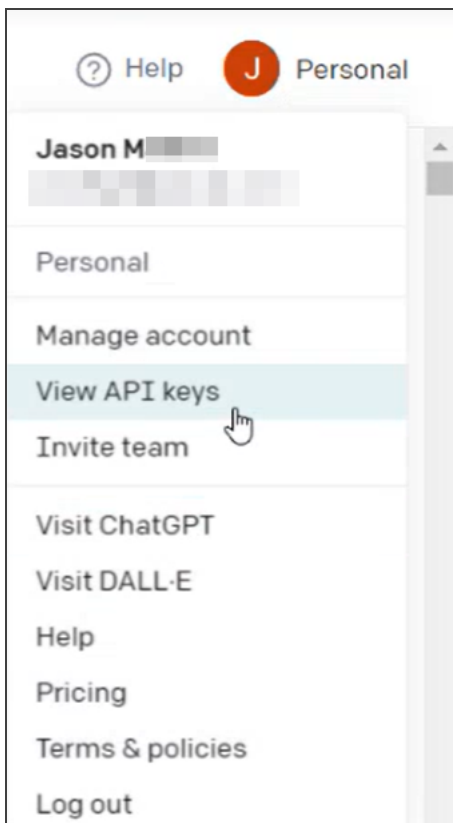 ? Help J Personal
Jason M
Personal
Manage account
View API keys
Invite team
Visit ChatGPT
Visit DALL·E
Help
Pricing
Terms & policies
Log out